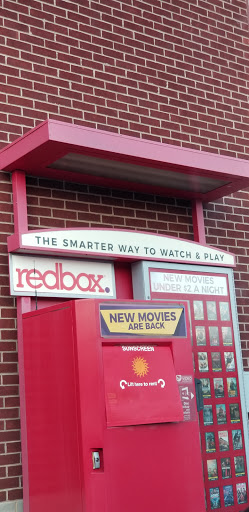 THE SMARTER WAY TO WATCH & PLAY
redbox.
NEW MOVIES
UNDER $2 A NIGHT
NEW MOVIES
ARE BACK
SUNSCREEN
Lift here to rent